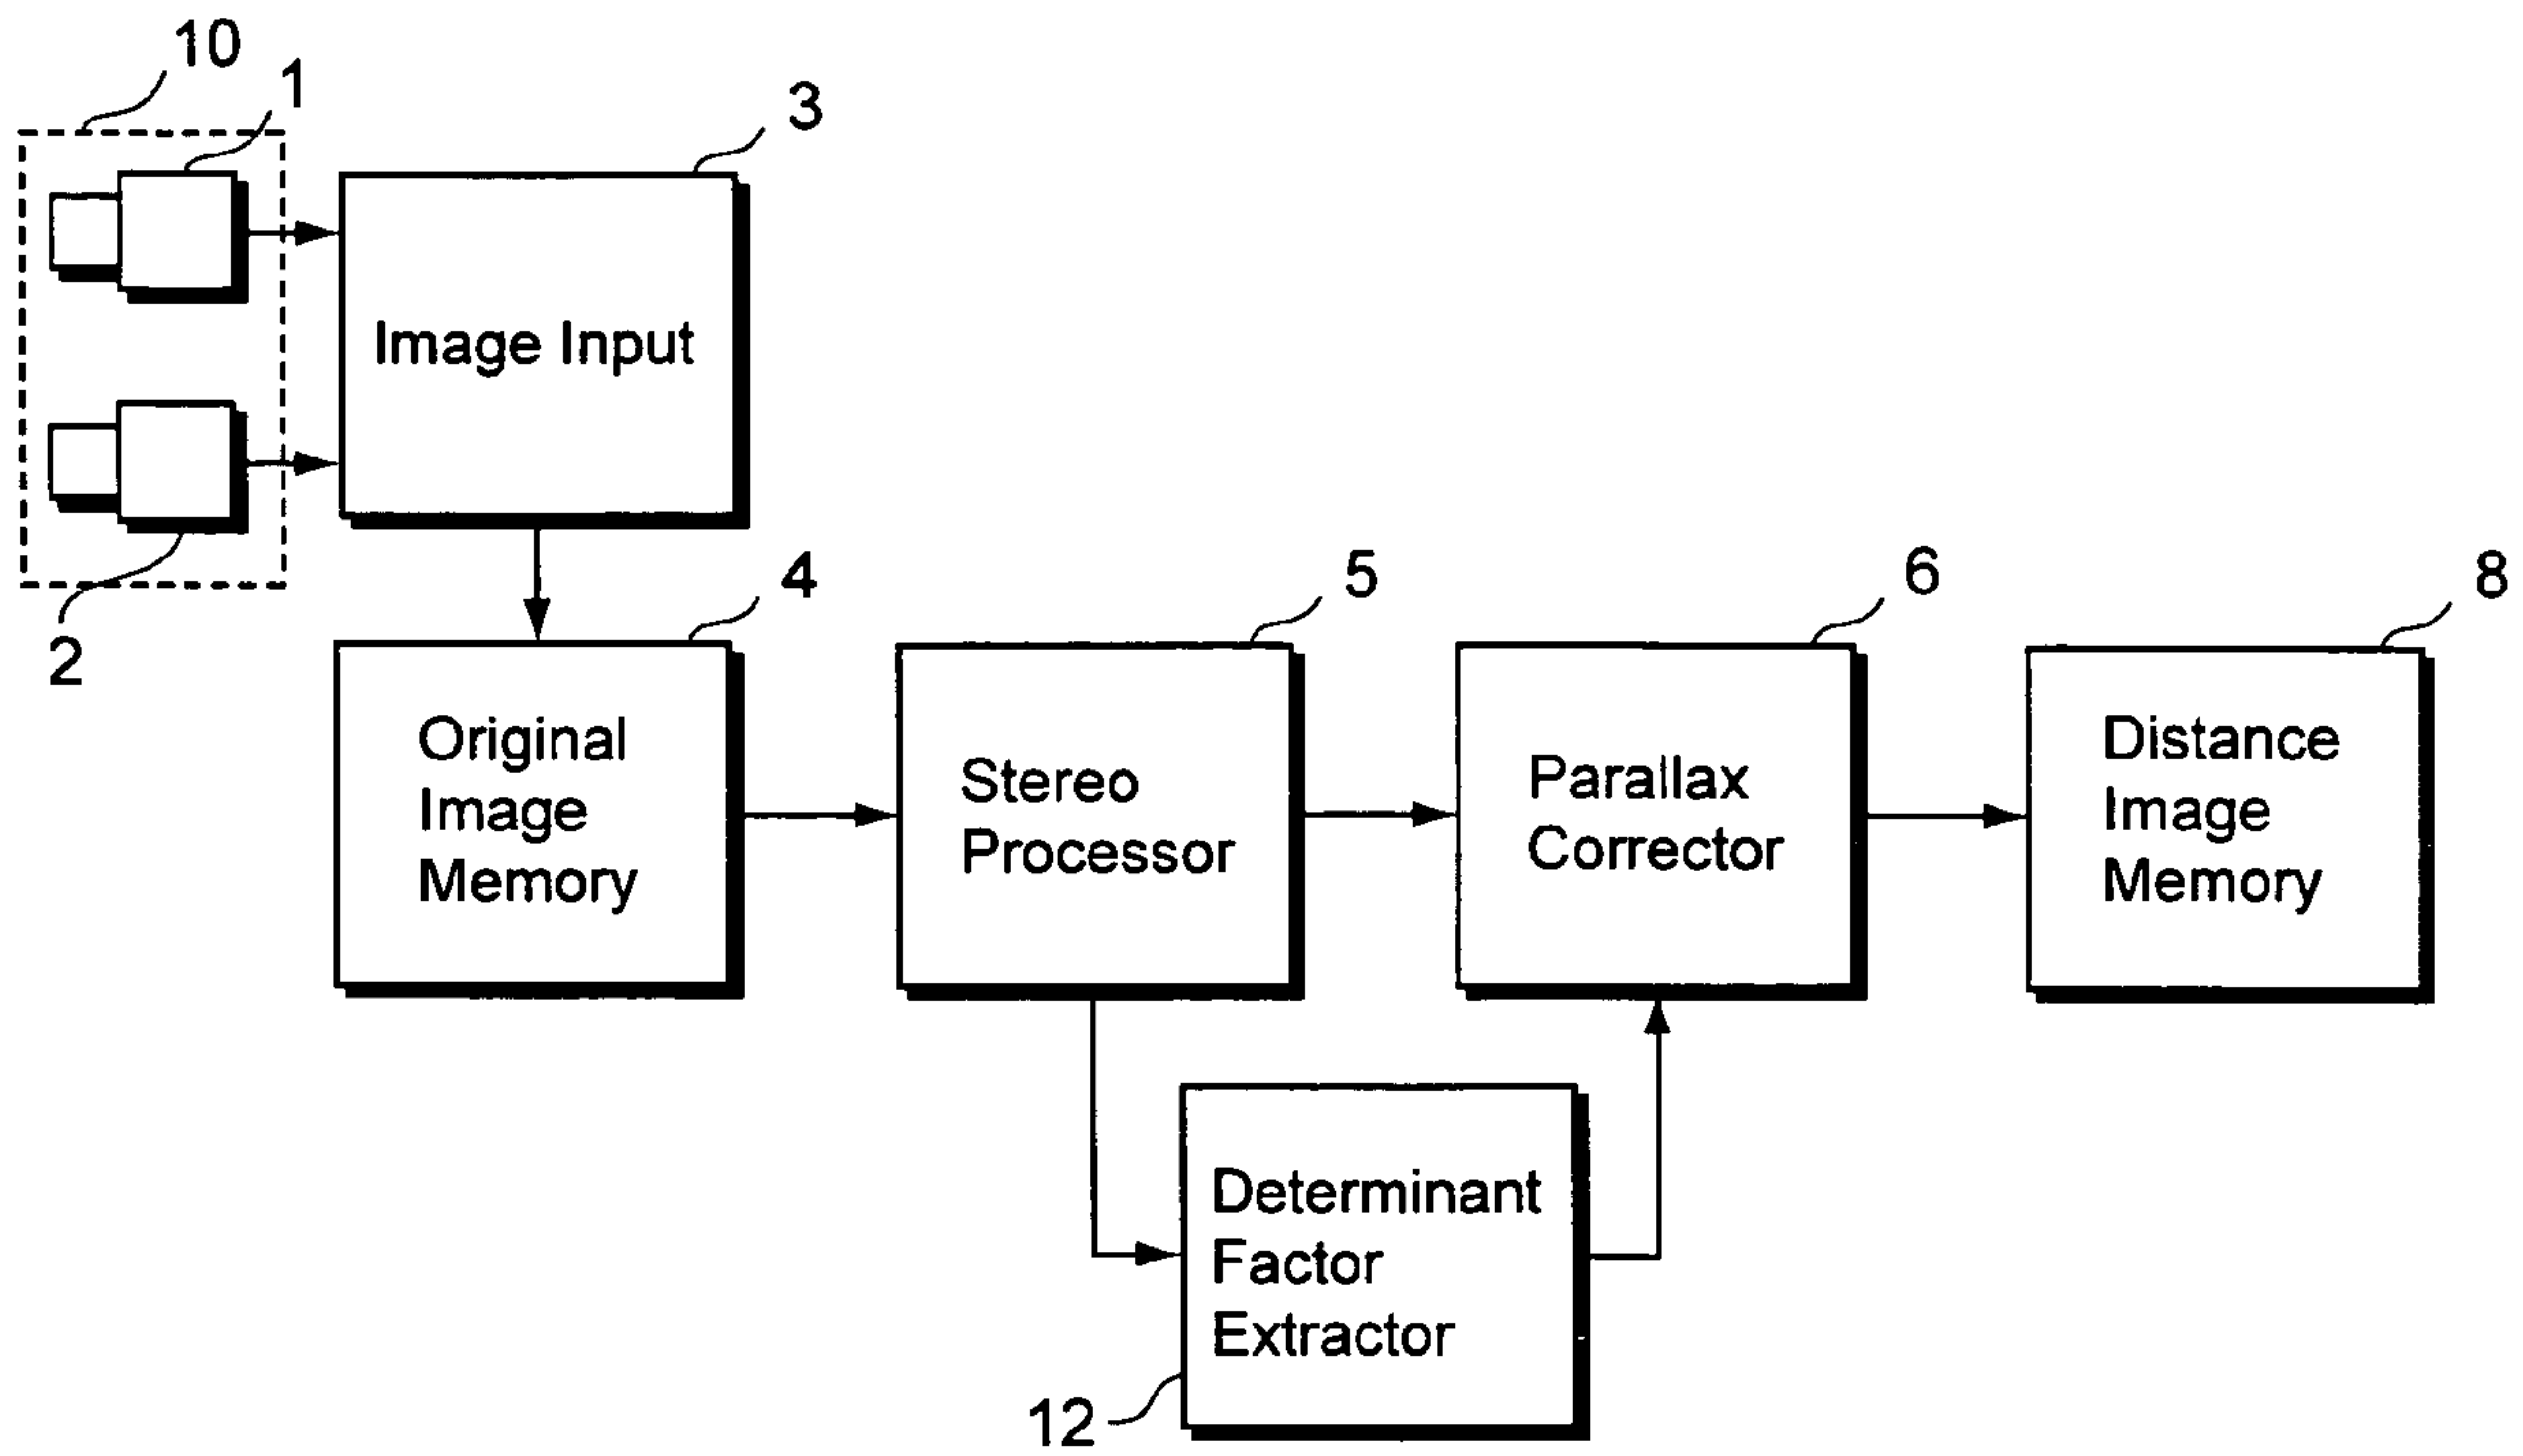 10
1
3
Image Input
2
4
5
6
8
Original
Image
Memory
Stereo
Processor
Parallax
Corrector
Distance
Image
Memory
Determinant
Factor
Extractor
12